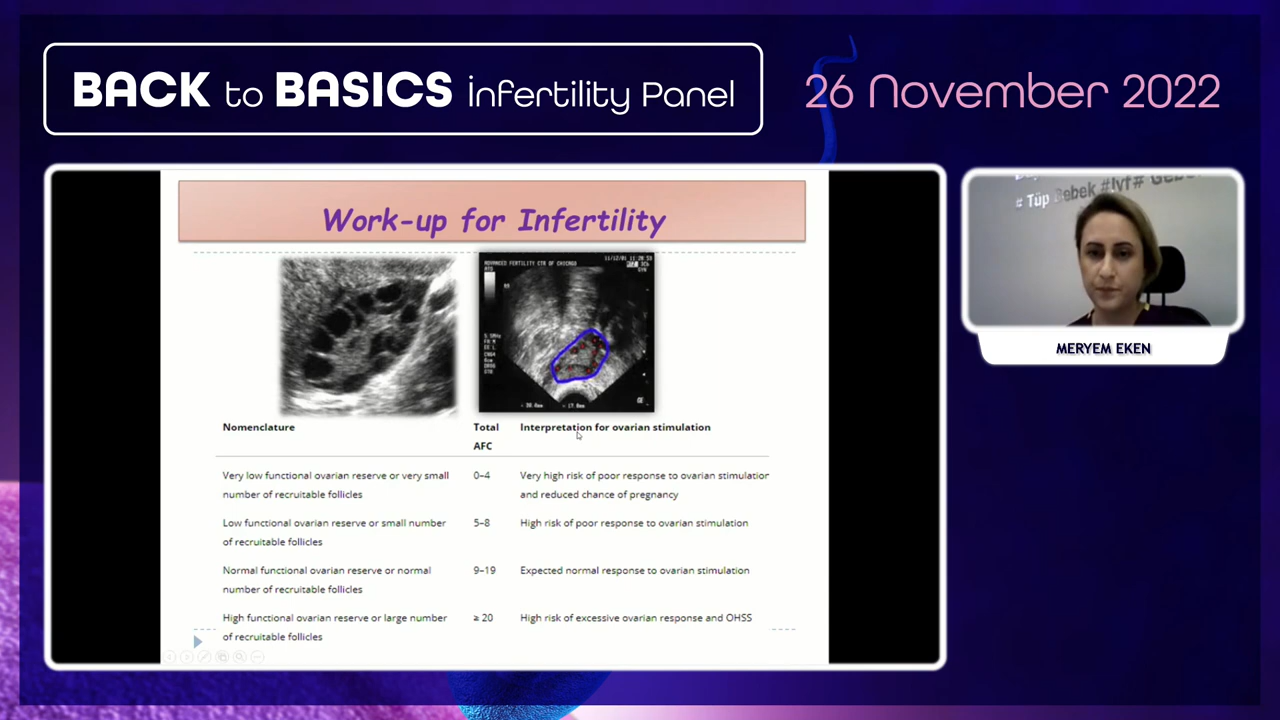 BACK to BASICS infertility Panel
26 November 2022
Work-up for Infertility
ADVANCED FERTILITY CTR OF CHICAGO
# Tüp Bebek #Ivf#
MERYEM EKEN
Nomenclature
Total AFC
Interpretation for ovarian stimulation
Very low functional ovarian reserve or very small
number of recruitable follicles
0–4
Very high risk of poor response to ovarian stimulation
and reduced chance of pregnancy
Low functional ovarian reserve or small number
of recruitable follicles
5–8
High risk of poor response to ovarian stimulation
Normal functional ovarian reserve or normal
number of recruitable follicles
9–19
Expected normal response to ovarian stimulation
High functional ovarian reserve or large number
of recruitable follicles
≥ 20
High risk of excessive ovarian response and OHSS